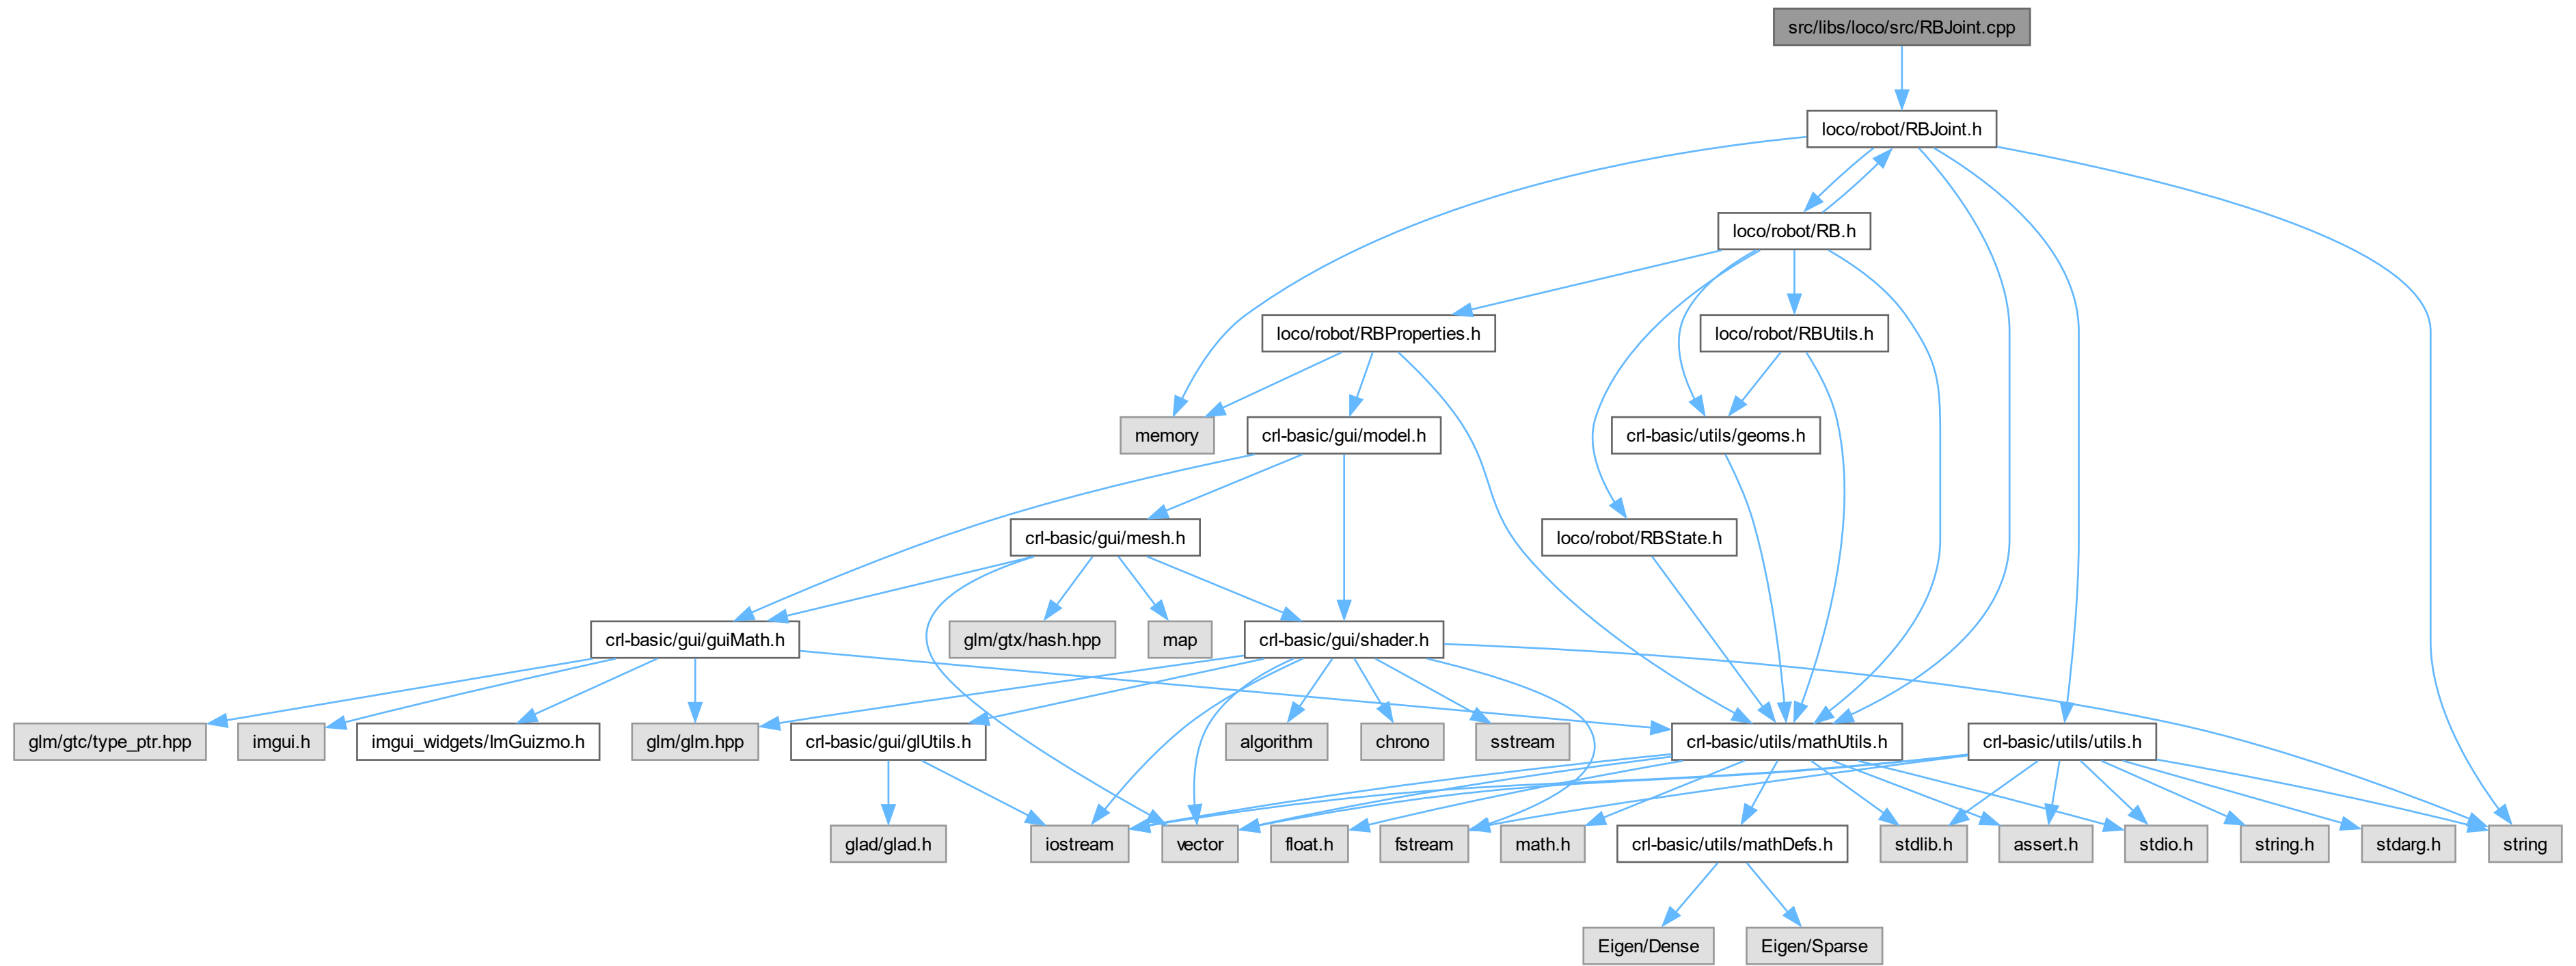 src/libs/loco/src/RBJoint.cpp
loco/robot/RBJoint.h
loco/robot/RB.h
loco/robot/RBProperties.h
loco/robot/RBUtils.h
memory
crl-basic/gui/model.h
crl-basic/utils/geoms.h
crl-basic/gui/mesh.h
loco/robot/RBState.h
crl-basic/gui/guiMath.h
glm/gtx/hash.hpp
map
crl-basic/gui/shader.h
glm/gtc/type_ptr.hpp
imgui.h
imgui_widgets/ImGuizmo.h
glm/glm.hpp
crl-basic/gui/glUtils.h
algorithm
chrono
sstream
crl-basic/utils/mathUtils.h
crl-basic/utils/utils.h
glad/glad.h
iostream
vector
float.h
fstream
math.h
crl-basic/utils/mathDefs.h
stdlib.h
assert.h
stdio.h
string.h
stdarg.h
string
Eigen/Dense
Eigen/Sparse